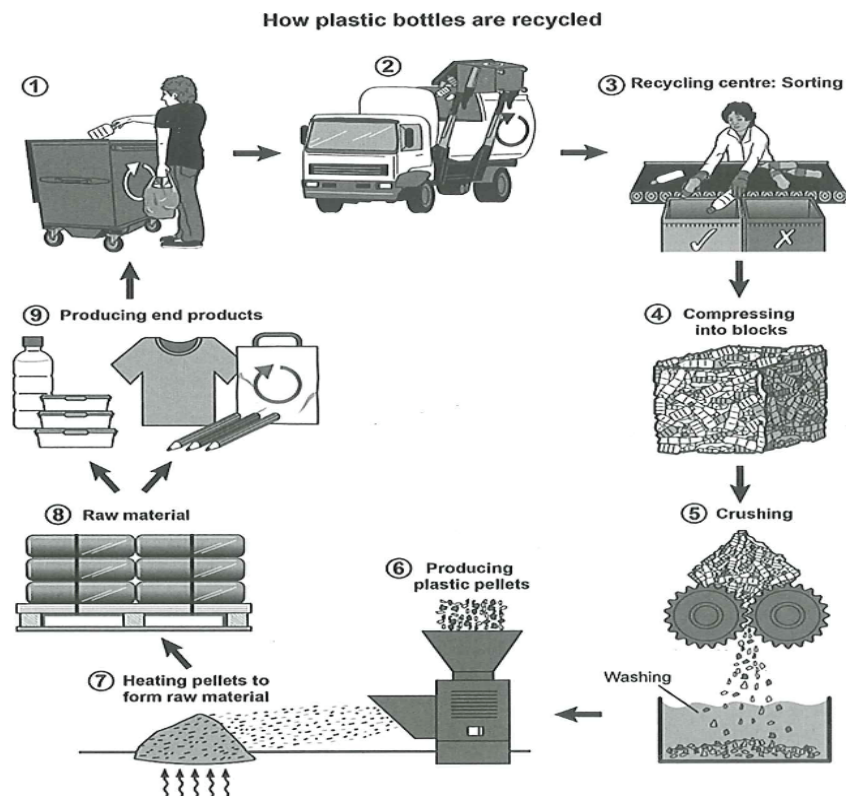 How plastic bottles are recycled
1
2
3 Recycling centre: Sorting
4 Compressing
into blocks
5 Crushing
Washing
6 Producing
plastic pellets
7 Heating pellets to
form raw material
8 Raw material
9 Producing end products